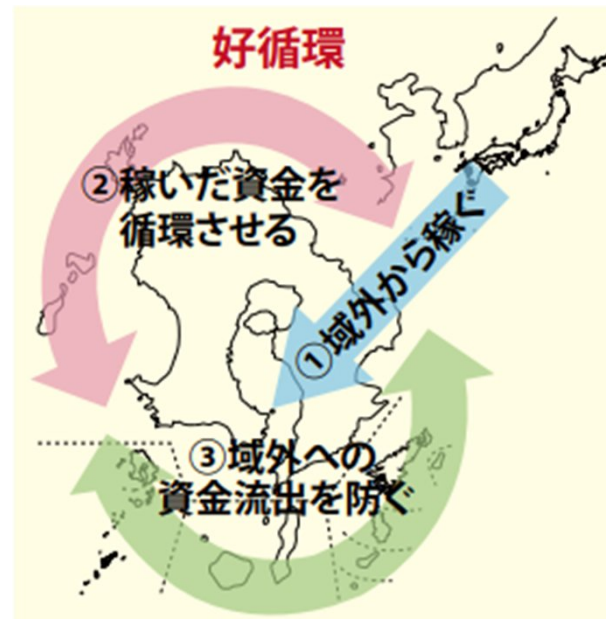 好循環
②稼いだ資金を
循環させる
①域外から稼ぐ
③域外への
資金流出を防ぐ